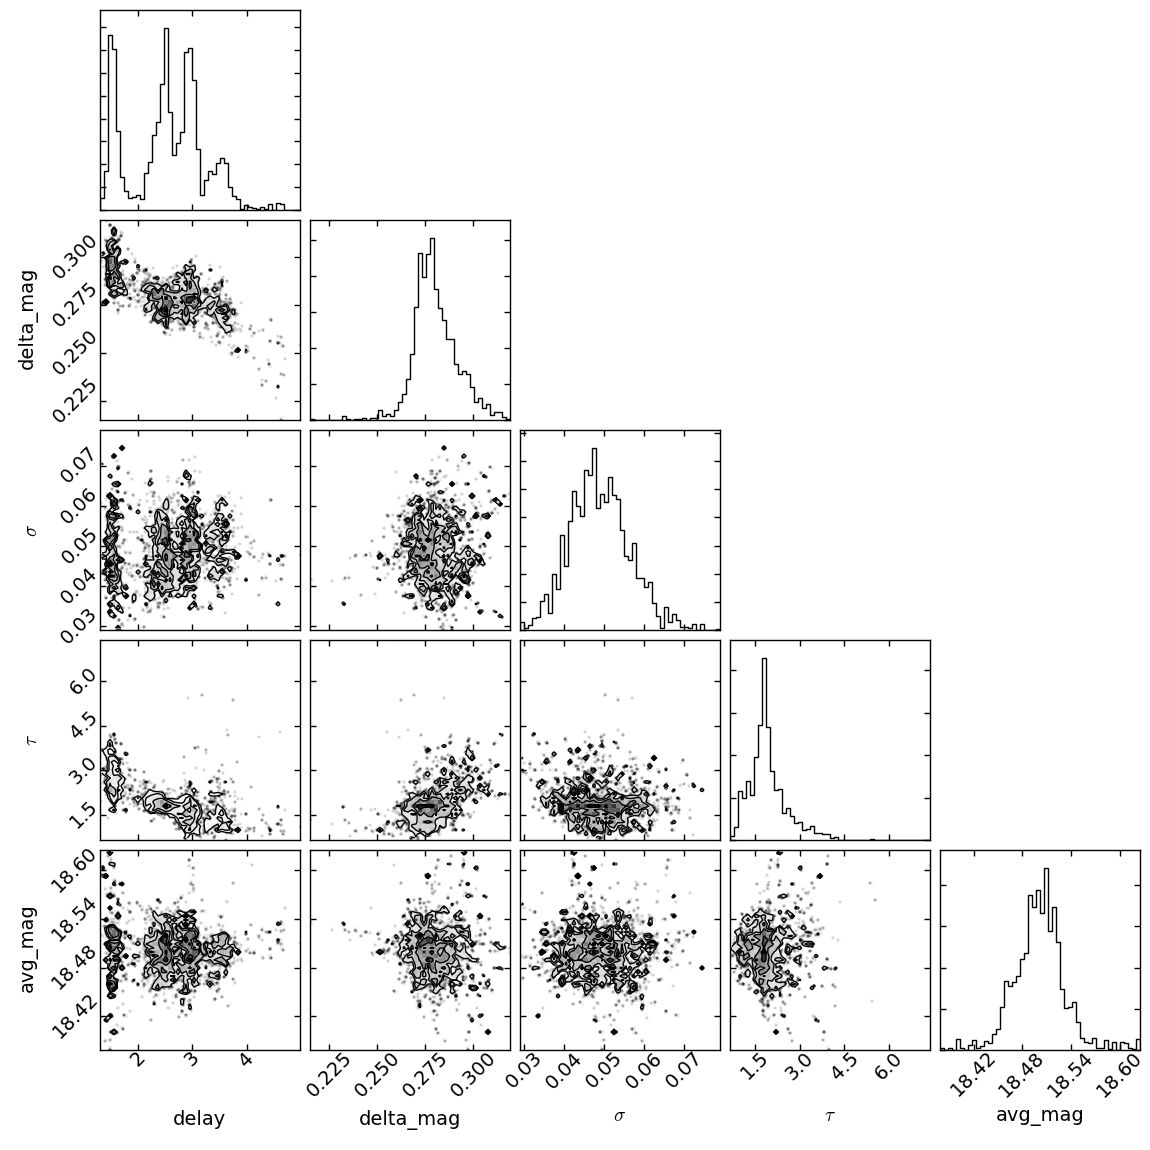 delta_mag
0.300
0.275
0.250
0.225
σ
0.07
0.06
0.05
0.04
0.03
τ
6.0
4.5
3.0
1.5
avg_mag
18.60
18.54
18.48
18.42
2 3 4
0.225 0.250 0.275 0.300
0.03 0.04 0.05 0.06 0.07
1.5 3.0 4.5 6.0
18.42 18.48 18.54 18.60
delay delta_mag σ τ avg_mag